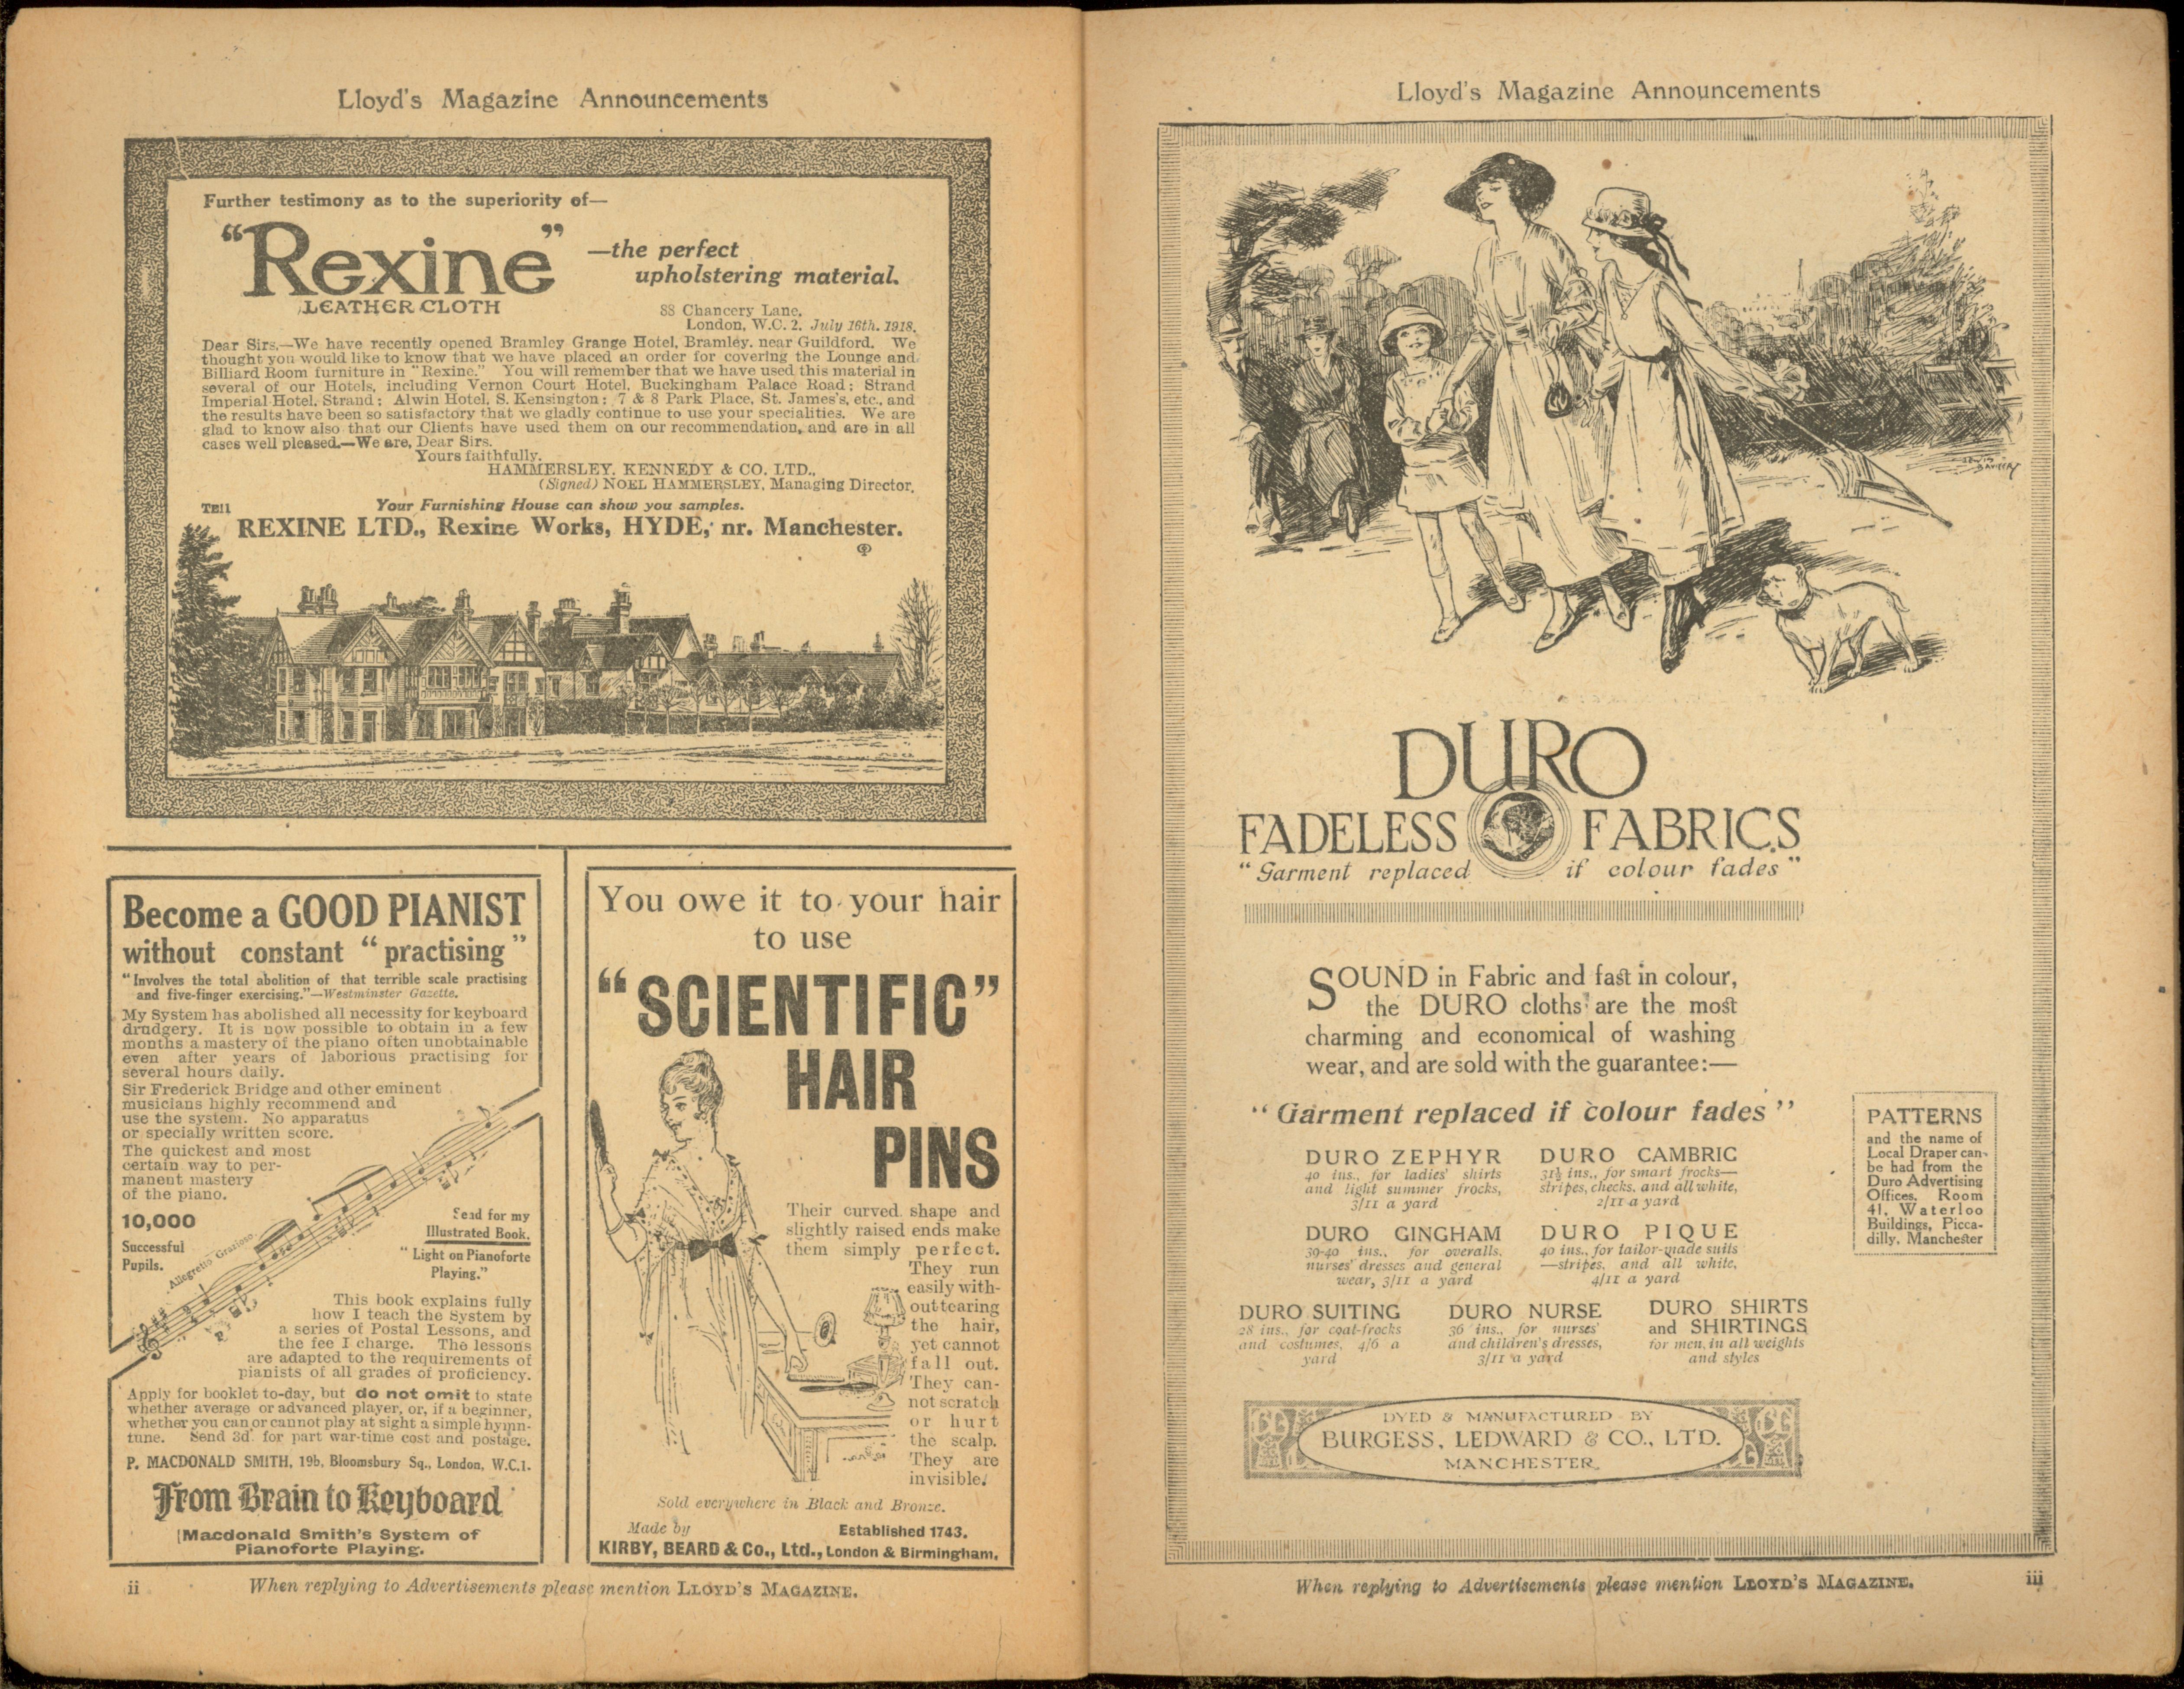 Lloyd's Magazine Announcements
Further testimony as to the superiority of—
"Rexine"
LEATHER CLOTH
—the perfect
upholstering material.
88 Chancery Lane,
London, W.C. 2. July 16th. 1918.
Dear Sirs.—We have recently opened Bramley Grange Hotel, Bramley. near Guildford. We
thought you would like to know that we have placed an order for covering the Lounge and
Billiard Room furniture in "Rexine." You will remember that we have used this material in
several of our Hotels, including Vernon Court Hotel, Buckingham Palace Road; Strand
Imperial Hotel, Strand; Alwin Hotel, S. Kensington; 7 & 8 Park Place, St. James's, etc., and
the results have been so satisfactory that we gladly continue to use your specialities. We are
glad to know also that our Clients have used them on our recommendation, and are in all
cases well pleased.—We are, Dear Sirs.
Yours faithfully.
HAMMERSLEY, KENNEDY & CO. LTD.,
(Signed) NOEL HAMMERSLEY, Managing Director.
TE11
Your Furnishing House can show you samples.
REXINE LTD., Rexine Works, HYDE, nr. Manchester.
Become a GOOD PIANIST
without constant "practising"
"Involves the total abolition of that terrible scale practising
and five-finger exercising."—Westminster Gazette.
My System has abolished all necessity for keyboard
drudgery. It is now possible to obtain in a few
months a mastery of the piano often unobtainable
even after years of laborious practising for
several hours daily.
Sir Frederick Bridge and other eminent
musicians highly recommend and
use the system. No apparatus
or specially written score.
The quickest and most
certain way to per-
manent mastery
of the piano.
10,000
Successful
Pupils.
Allegretto Grazioso
Send for my
Illustrated Book.
"Light on Pianoforte
Playing."
This book explains fully
how I teach the System by
a series of Postal Lessons, and
the fee I charge. The lessons
are adapted to the requirements of
pianists of all grades of proficiency.
Apply for booklet to-day, but do not omit to state
whether average or advanced player, or, if a beginner,
whether you can or cannot play at sight a simple hymn-
tune. Send 3d. for part war-time cost and postage.
P. MACDONALD SMITH, 19b, Bloomsbury Sq., London, W.C.1.
From Brain to Keyboard
Macdonald Smith's System of
Pianoforte Playing.
You owe it to your hair
to use
"SCIENTIFIC"
HAIR
PINS
Their curved shape and
slightly raised ends make
them simply perfect.
They run
easily with-
out tearing
the hair,
yet cannot
fall out.
They can-
not scratch
or hurt
the scalp.
They are
invisible.
Sold everywhere in Black and Bronze.
Made by
Established 1743.
KIRBY, BEARD & Co., Ltd., London & Birmingham.
ii
When replying to Advertisements please mention LLOYD'S MAGAZINE.
Lloyd's Magazine Announcements
DURO
FADELESS FABRICS
"Garment replaced if colour fades"
SOUND in Fabric and fast in colour,
the DURO cloths are the most
charming and economical of washing
wear, and are sold with the guarantee:—
"Garment replaced if colour fades"
DURO ZEPHYR
40 ins., for ladies' shirts
and light summer frocks,
3/11 a yard
DURO CAMBRIC
31½ ins., for smart frocks—
stripes, checks, and all white,
2/11 a yard
DURO GINGHAM
39-40 ins., for overalls,
nurses' dresses and general
wear, 3/11 a yard
DURO PIQUE
40 ins., for tailor-made suits
—stripes, and all white,
4/11 a yard
DURO SUITING
28 ins., for coat-frocks
and costumes, 4/6 a
yard
DURO NURSE
36 ins., for nurses'
and children's dresses,
3/11 a yard
DURO SHIRTS
and SHIRTINGS
for men, in all weights
and styles
PATTERNS
and the name of
Local Draper can
be had from the
Duro Advertising
Offices, Room
41, Waterloo
Buildings, Picca-
dilly, Manchester
DYED & MANUFACTURED BY
BURGESS, LEDWARD & CO., LTD.
MANCHESTER
When replying to Advertisements please mention LLOYD'S MAGAZINE.
iii